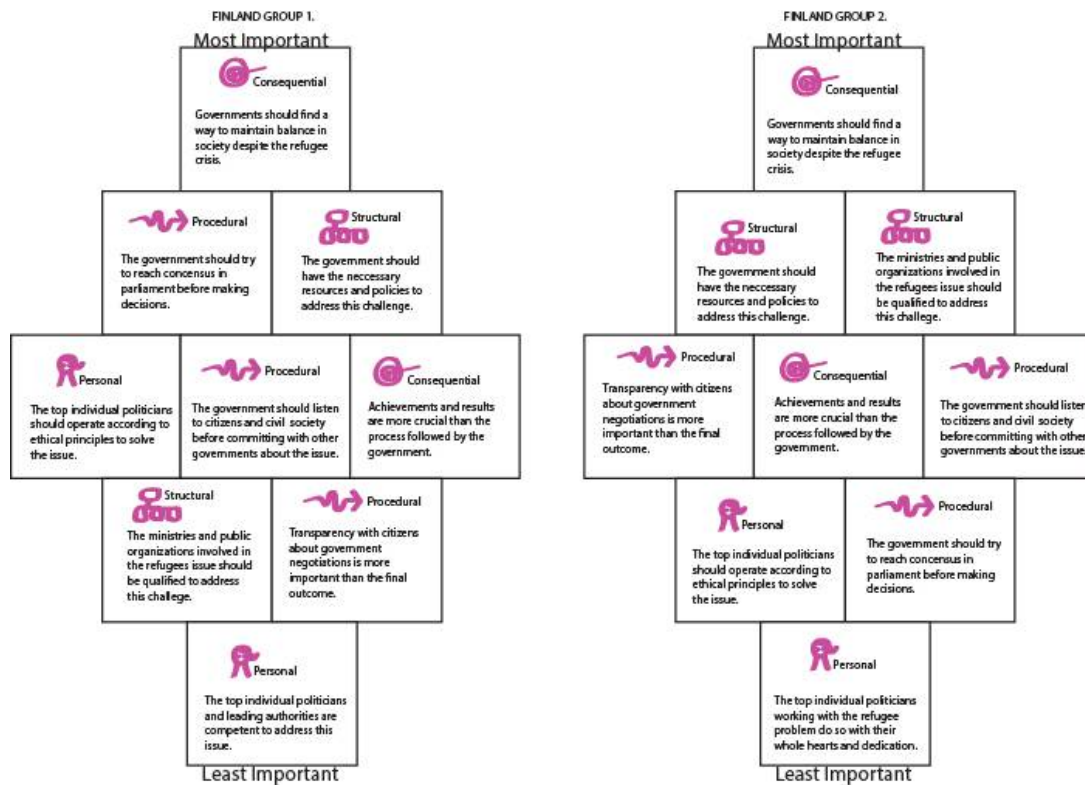 FINLAND GROUP 1.
Most Important
Consequential
Governments should find a
way to maintain balance in
society despite the refugee
crisis.
Procedural
The government should try
to reach concensus in
parliament before making
decisions.
Structural
The government should
have the neccessary
resources and policies to
address this challenge.
Personal
The top individual politicians
should operate according to
ethical principles to solve
the issue.
Procedural
The government should listen
to citizens and civil society
before committing with other
governments about the issue.
Consequential
Achievements and results
are more crucial than the
process followed by the
government.
Structural
The ministries and public
organizations involved in
the refugees issue should
be qualified to address
this challege.
Procedural
Transparency with citizens
about government
negotiations is more
important than the final
outcome.
Personal
The top individual politicians
and leading authorities are
competent to address this
issue.
Least Important
FINLAND GROUP 2.
Most Important
Consequential
Governments should find a
way to maintain balance in
society despite the refugee
crisis.
Structural
The government should
have the neccessary
resources and policies to
address this challenge.
Structural
The ministries and public
organizations involved in
the refugees issue should
be qualified to address
this challege.
Procedural
Transparency with citizens
about government
negotiations is more
important than the final
outcome.
Consequential
Achievements and results
are more crucial than the
process followed by the
government.
Procedural
The government should listen
to citizens and civil society
before committing with other
governments about the issue.
Personal
The top individual politicians
should operate according to
ethical principles to solve
the issue.
Procedural
The government should try
to reach concensus in
parliament before making
decisions.
Personal
The top individual politicians
working with the refugee
problem do so with their
whole hearts and dedication.
Least Important